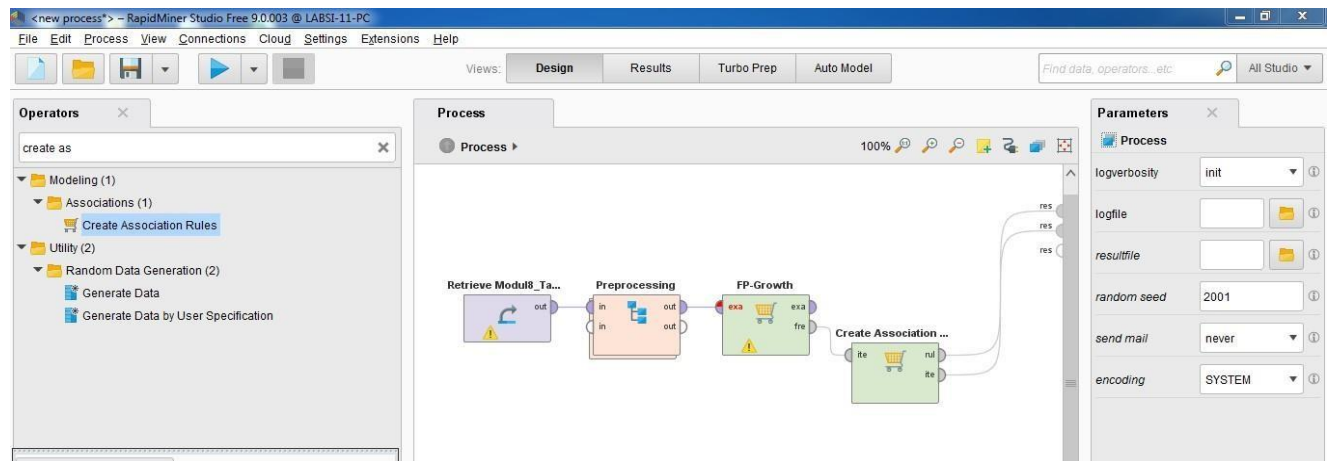 <new process*> – RapidMiner Studio Free 9.0.003 @ LABSI-11-PC
File Edit Process View Connections Cloud Settings Extensions Help
Views: Design Results Turbo Prep Auto Model
Find data, operators...etc
All Studio
Operators
create as
Modeling (1)
Associations (1)
Create Association Rules
Utility (2)
Random Data Generation (2)
Generate Data
Generate Data by User Specification
Process
Process
100%
res
res
res
Retrieve Modul8_Ta...
out
Preprocessing
in out
in out
FP-Growth
exa exa
fre
Create Association ...
ite rul
ite
Parameters
Process
logverbosity init
logfile
resultfile
random seed 2001
send mail never
encoding SYSTEM